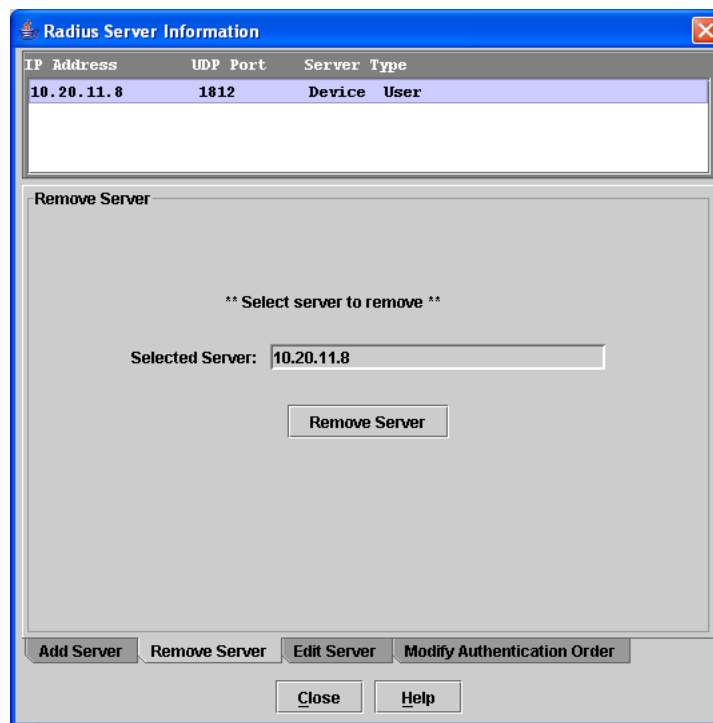 Radius Server Information
IP Address UDP Port Server Type
10.20.11.8 1812 Device User
Remove Server
** Select server to remove **
Selected Server: 10.20.11.8
Remove Server
Add Server Remove Server Edit Server Modify Authentication Order
Close Help